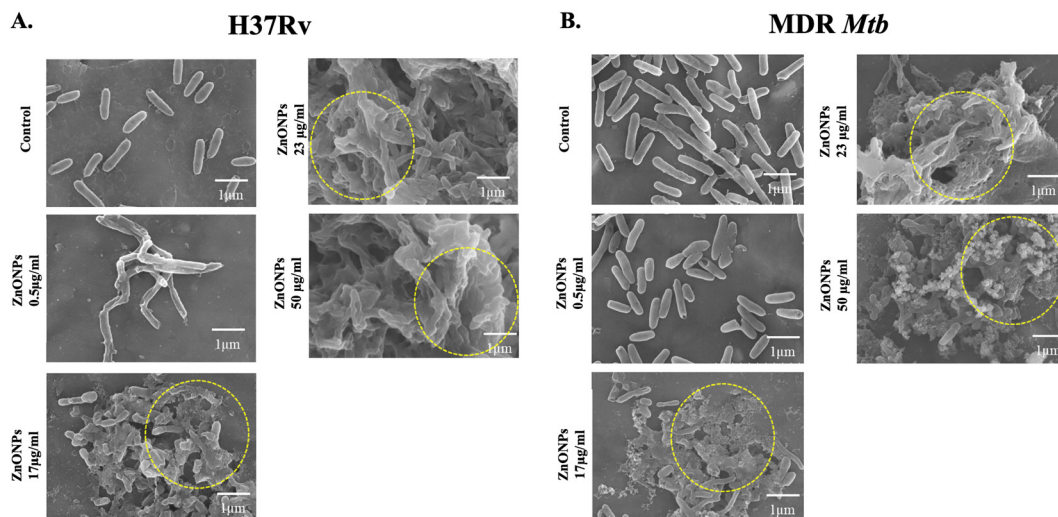 A.
H37Rv
Control
1μm
ZnONPs
23 μg/ml
1μm
ZnONPs
0.5μg/ml
1μm
ZnONPs
50 μg/ml
1μm
ZnONPs
17μg/ml
1μm
B.
MDR Mtb
Control
1μm
ZnONPs
23 μg/ml
1μm
ZnONPs
0.5μg/ml
1μm
ZnONPs
50 μg/ml
1μm
ZnONPs
17μg/ml
1μm